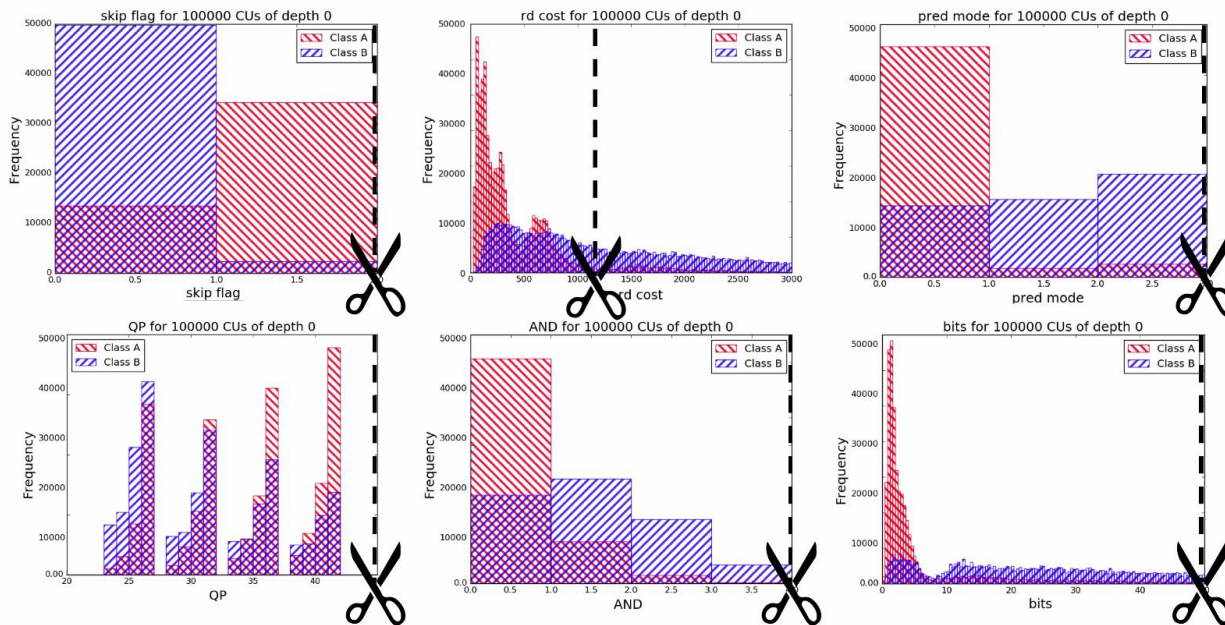 skip flag for 100000 CUs of depth 0
50000
40000
30000
20000
10000
0.00
Frequency
Class A
Class B
0.0 0.5 1.0 1.5
skip flag
rd cost for 100000 CUs of depth 0
50000
40000
30000
20000
10000
0.00
Frequency
Class A
Class B
0 500 1000 1500 2000 2500 3000
rd cost
pred mode for 100000 CUs of depth 0
50000
40000
30000
20000
10000
0.00
Frequency
Class A
Class B
0.0 0.5 1.0 1.5 2.0 2.5
pred mode
QP for 100000 CUs of depth 0
50000
40000
30000
20000
10000
0.00
Frequency
Class A
Class B
20 25 30 35 40
QP
AND for 100000 CUs of depth 0
50000
40000
30000
20000
10000
0.0
Frequency
Class A
Class B
0.0 0.5 1.0 1.5 2.0 2.5 3.0 3.5
AND
bits for 100000 CUs of depth 0
50000
40000
30000
20000
10000
0.00
Frequency
Class A
Class B
0 10 20 30 40 50
bits